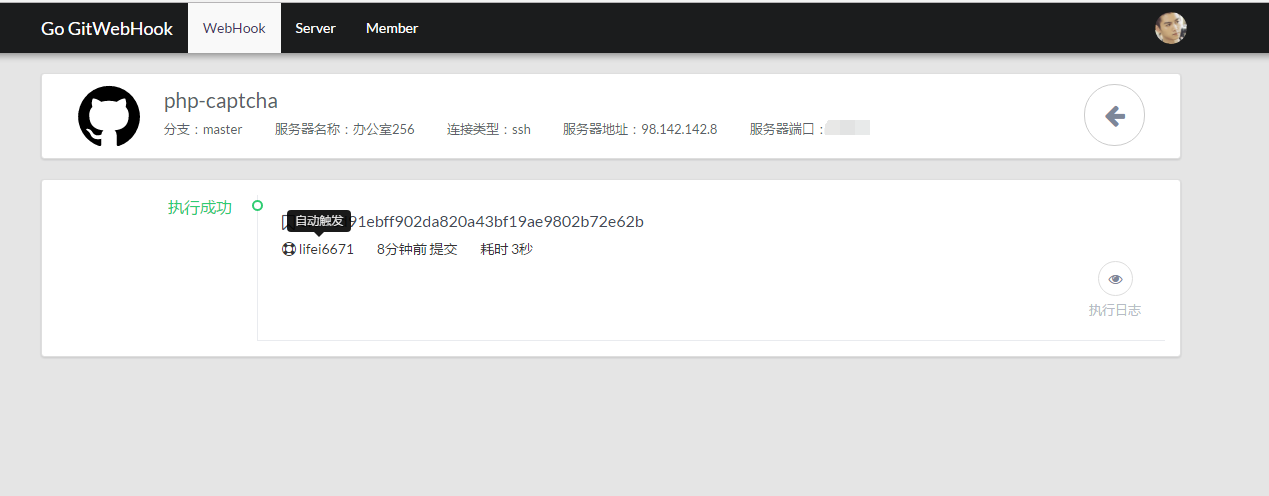 Go GitWebHook WebHook Server Member
php-captcha
分支：master 服务器名称：办公室256 连接类型：ssh 服务器地址：98.142.142.8 服务器端口：
执行成功
自动触发
91ebff902da820a43bf19ae9802b72e62b
lifei6671 8分钟前 提交 耗时 3秒
执行日志